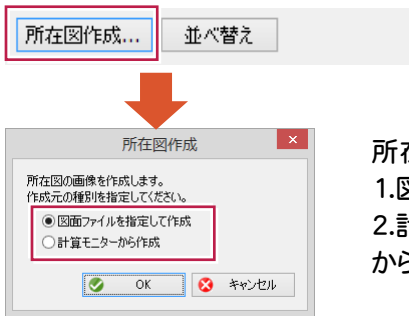 所在図作成... 並べ替え
所在図作成
所在図の画像を作成します。
作成元の種別を指定してください。
図面ファイルを指定して作成
計算モニターから作成
OK キャンセル
所
1.図
2.計
から